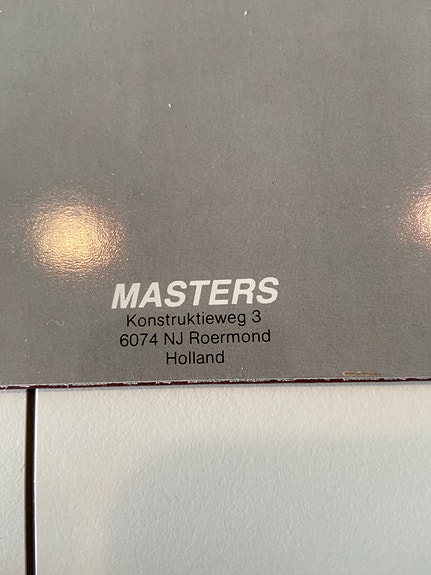 MASTERS
Konstruktieweg 3
6074 NJ Roermond
Holland